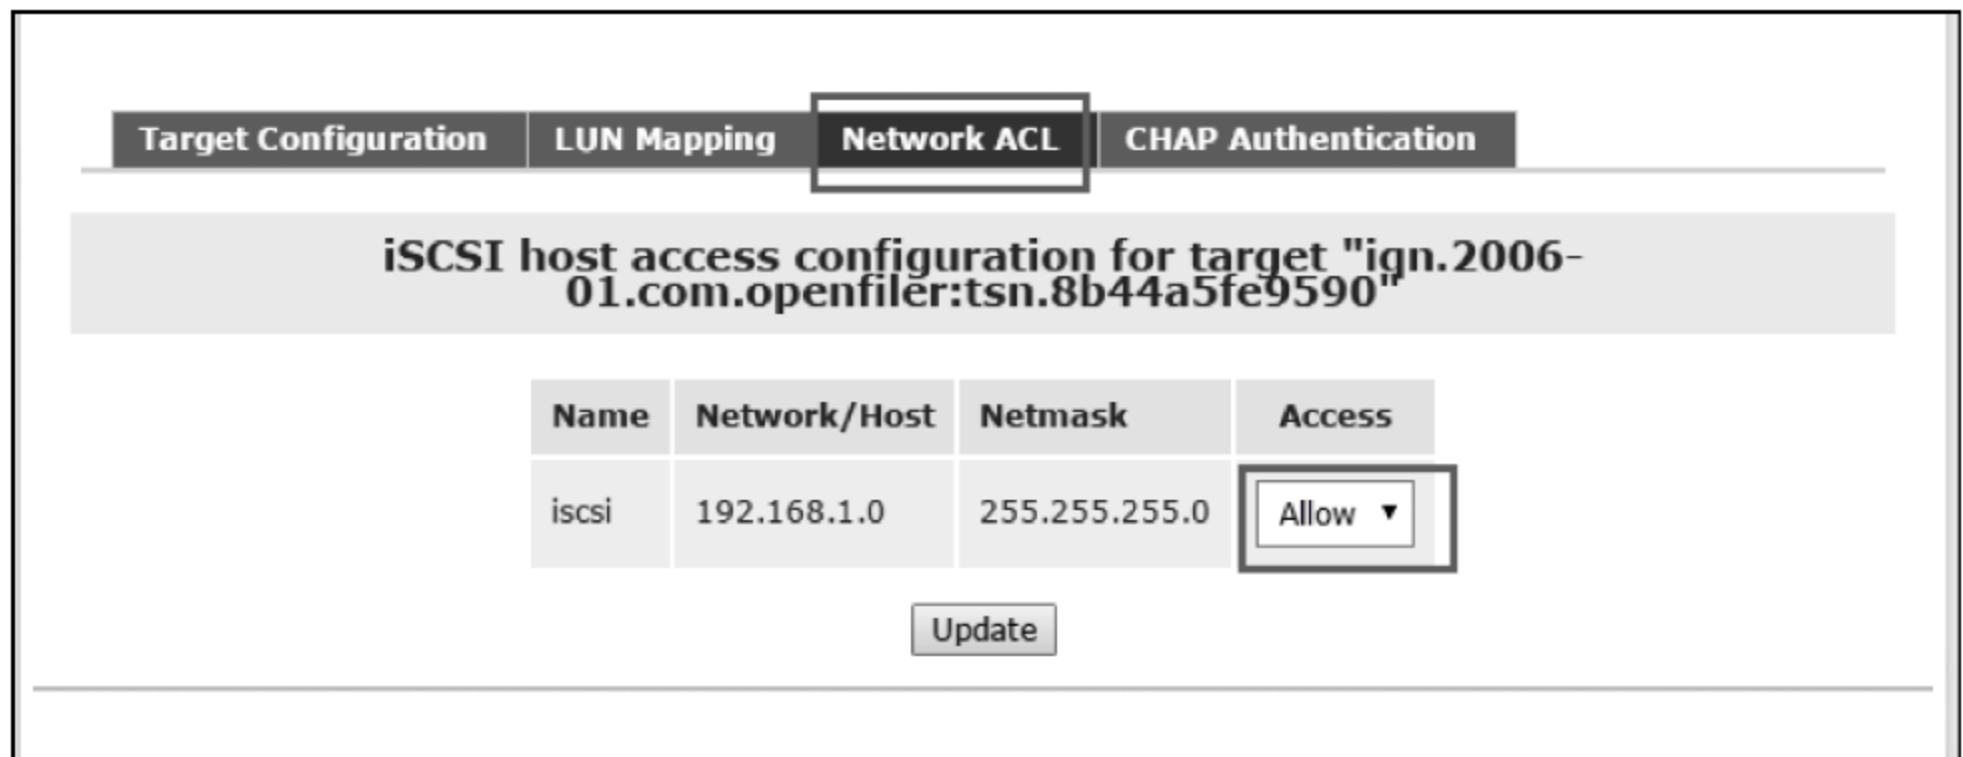 Target Configuration LUN Mapping Network ACL CHAP Authentication
iSCSI host access configuration for target "iqn.2006-
01.com.openfiler:tsn.8b44a5fe9590"
Name Network/Host Netmask Access
iscsi 192.168.1.0 255.255.255.0 Allow
Update